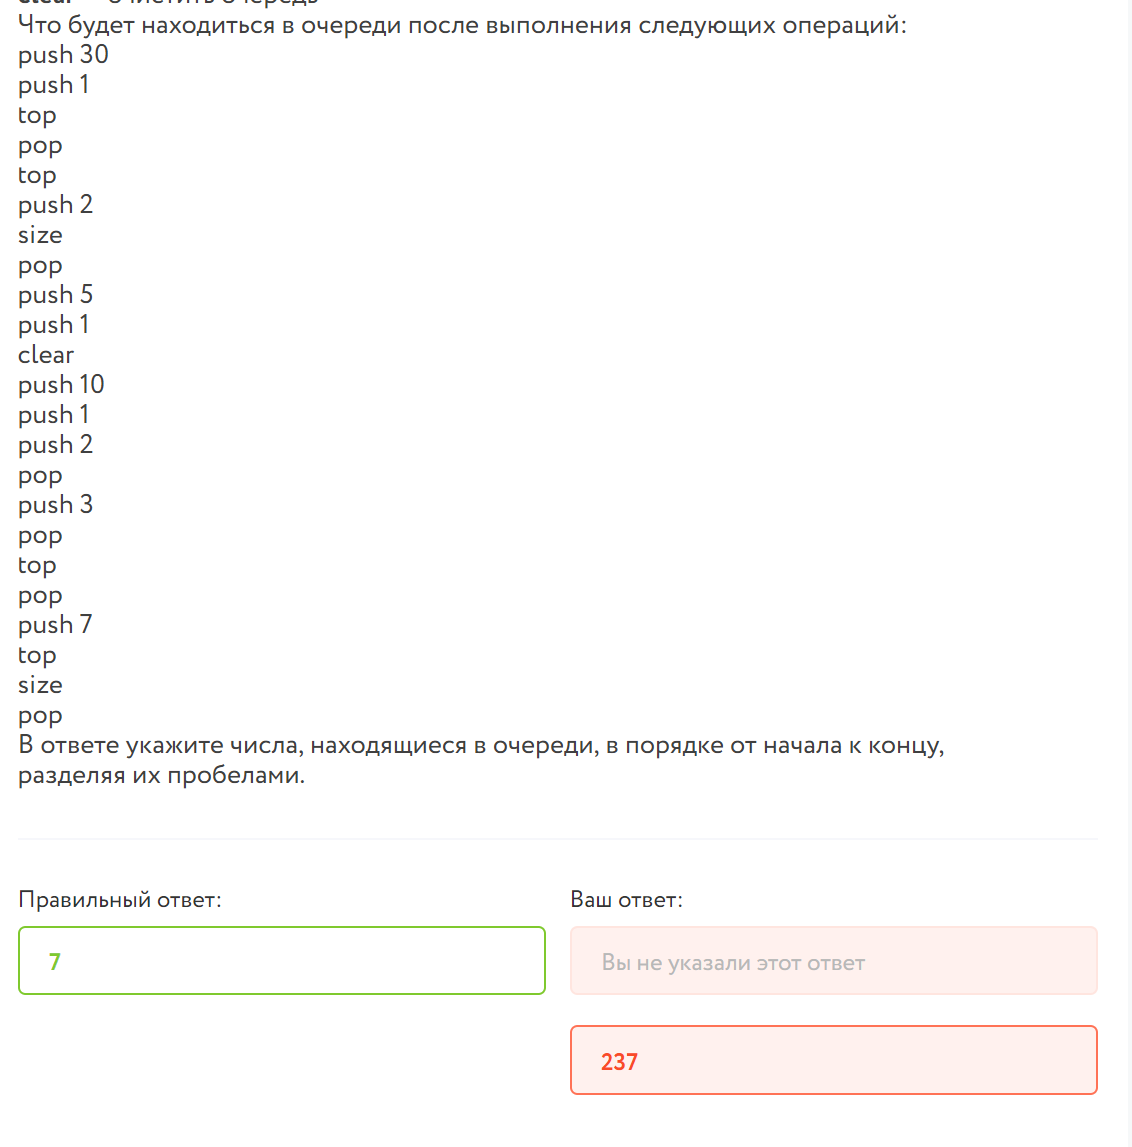 clear — очистить очередь
Что будет находиться в очереди после выполнения следующих операций:
push 30
push 1
top
pop
top
push 2
size
pop
push 5
push 1
clear
push 10
push 1
push 2
pop
push 3
pop
top
pop
push 7
top
size
pop
В ответе укажите числа, находящиеся в очереди, в порядке от начала к концу,
разделяя их пробелами.
Правильный ответ:
Ваш ответ:
7
Вы не указали этот ответ
237